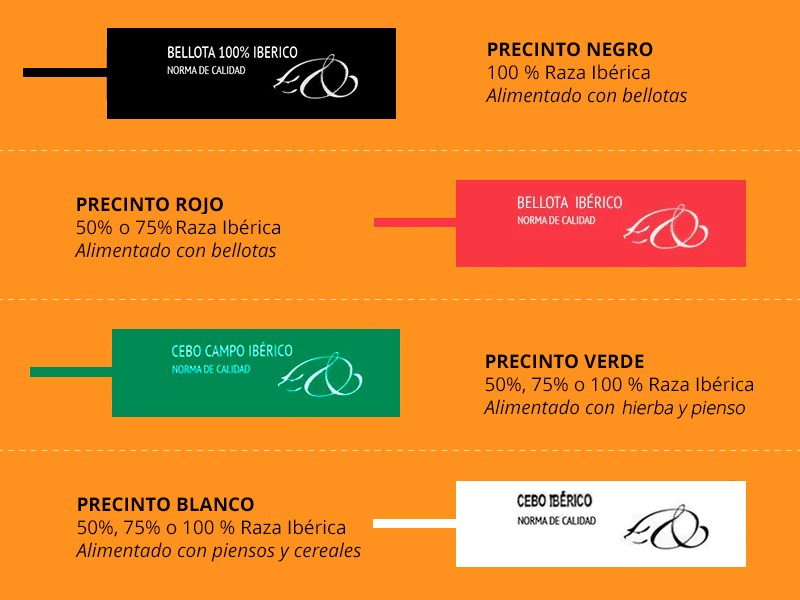 BELLOTA 100% IBERICO
NORMA DE CALIDAD
PRECINTO NEGRO
100 % Raza Ibérica
Alimentado con bellotas
PRECINTO ROJO
50% o 75% Raza Ibérica
Alimentado con bellotas
BELLOTA IBÉRICO
NORMA DE CALIDAD
CEBO CAMPO IBÉRICO
NORMA DE CALIDAD
PRECINTO VERDE
50%, 75% o 100 % Raza Ibérica
Alimentado con hierba y pienso
PRECINTO BLANCO
50%, 75% o 100 % Raza Ibérica
Alimentado con piensos y cereales
CEBO IBÉRICO
NORMA DE CALIDAD